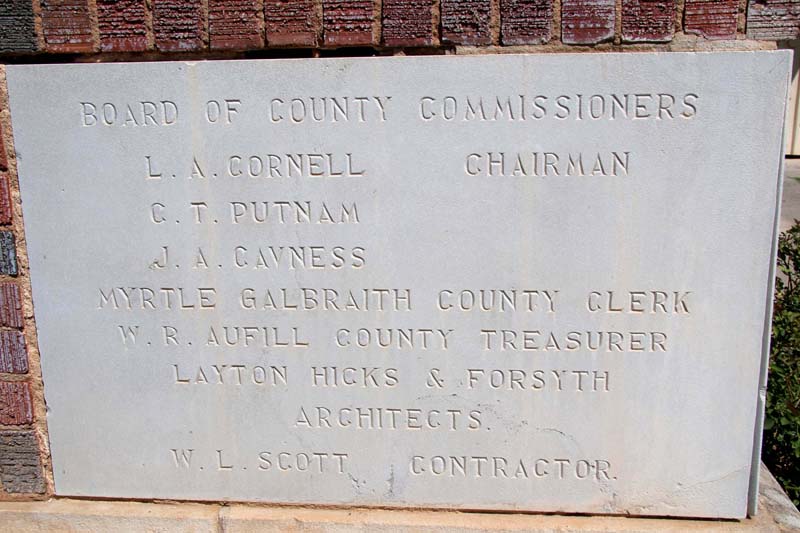 BOARD OF COUNTY COMMISSIONERS
L. A. CORNELL CHAIRMAN
C. T. PUTNAM
J. A. CAVNESS
MYRTLE GALBRAITH COUNTY CLERK
W. R. AUFILL COUNTY TREASURER
LAYTON HICKS & FORSYTH
ARCHITECTS.
W. L. SCOTT CONTRACTOR.